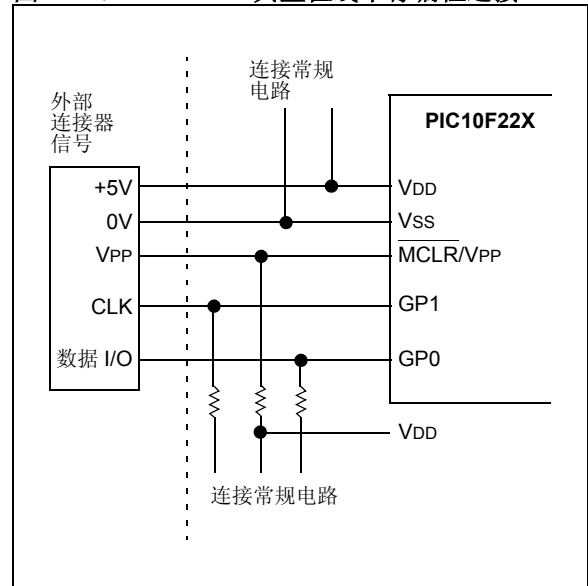 连接常规
电路
外部
连接器
信号
PIC10F22X
+5V
VDD
0V
VSS
VPP
MCLR/VPP
CLK
GP1
数据 I/O
GP0
VDD
连接常规电路